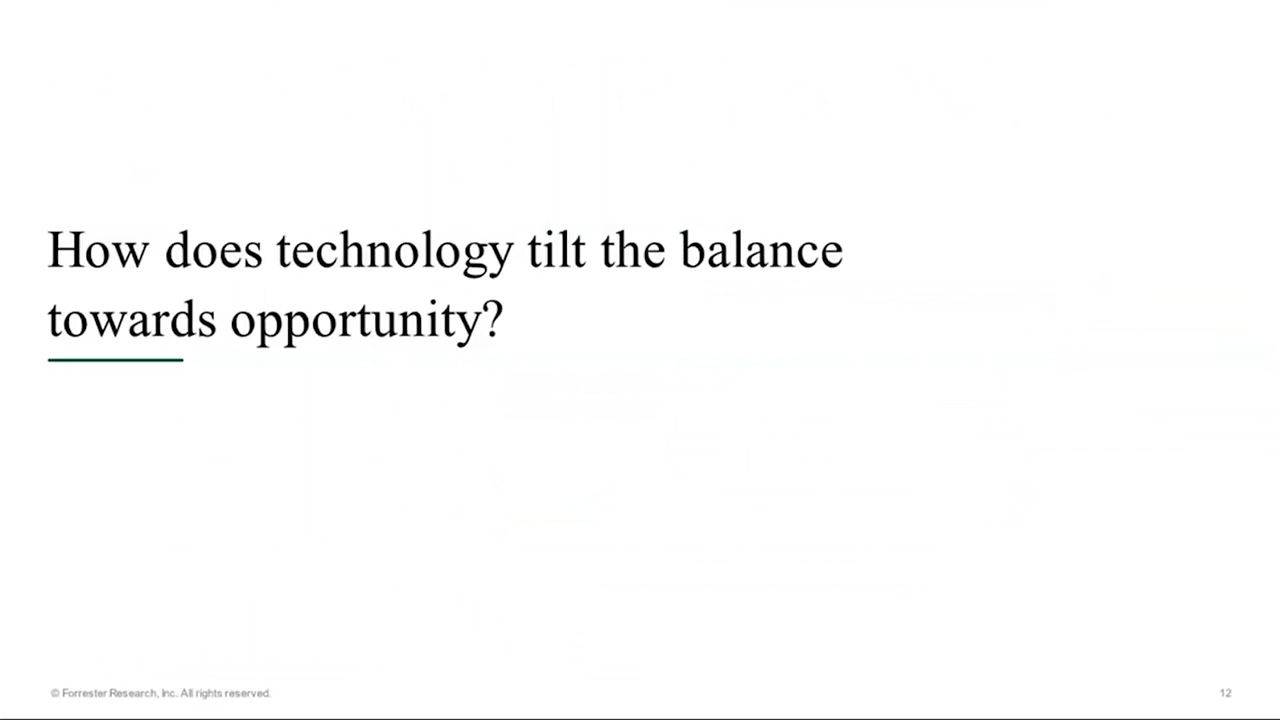 How does technology tilt the balance
towards opportunity?
© Forrester Research, Inc. All rights reserved.
12